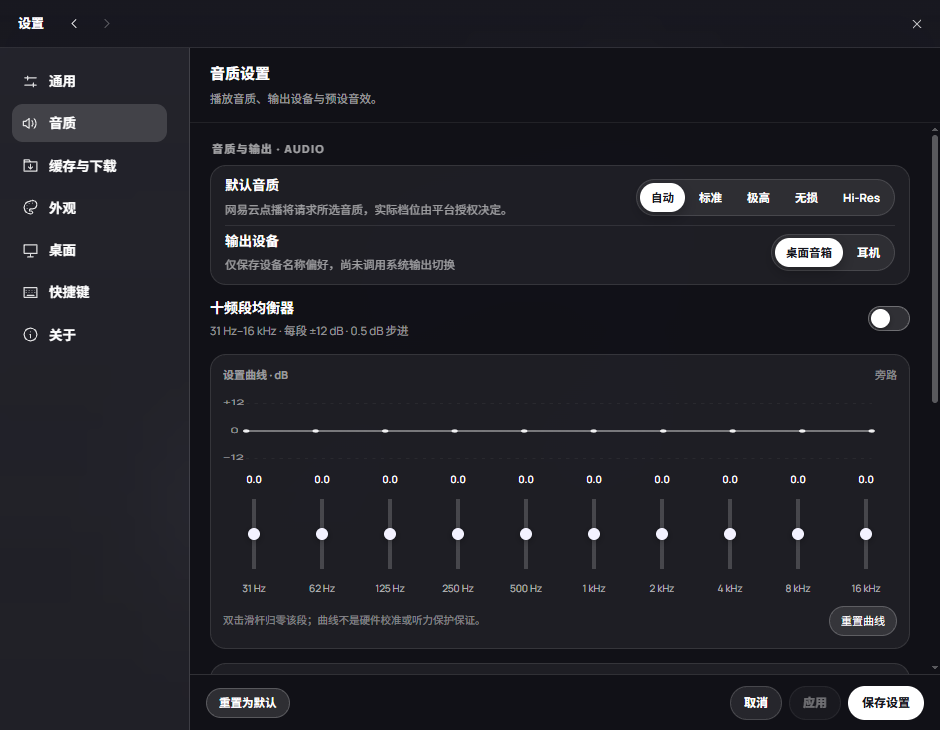 设置
通用
音质
缓存与下载
外观
桌面
快捷键
关于
音质设置
播放音质、输出设备与预设音效。
音质与输出 · AUDIO
默认音质
网易云点播将请求所选音质，实际档位由平台授权决定。
自动 标准 极高 无损 Hi-Res
输出设备
仅保存设备名称偏好，尚未调用系统输出切换
桌面音箱 耳机
十频段均衡器
31 Hz–16 kHz · 每段 ±12 dB · 0.5 dB 步进
设置曲线 · dB 旁路
+12
0
−12
0.0 0.0 0.0 0.0 0.0 0.0 0.0 0.0 0.0 0.0
31 Hz 62 Hz 125 Hz 250 Hz 500 Hz 1 kHz 2 kHz 4 kHz 8 kHz 16 kHz
双击滑杆归零该段；曲线不是硬件校准或听力保护保证。
重置曲线
重置为默认 取消 应用 保存设置